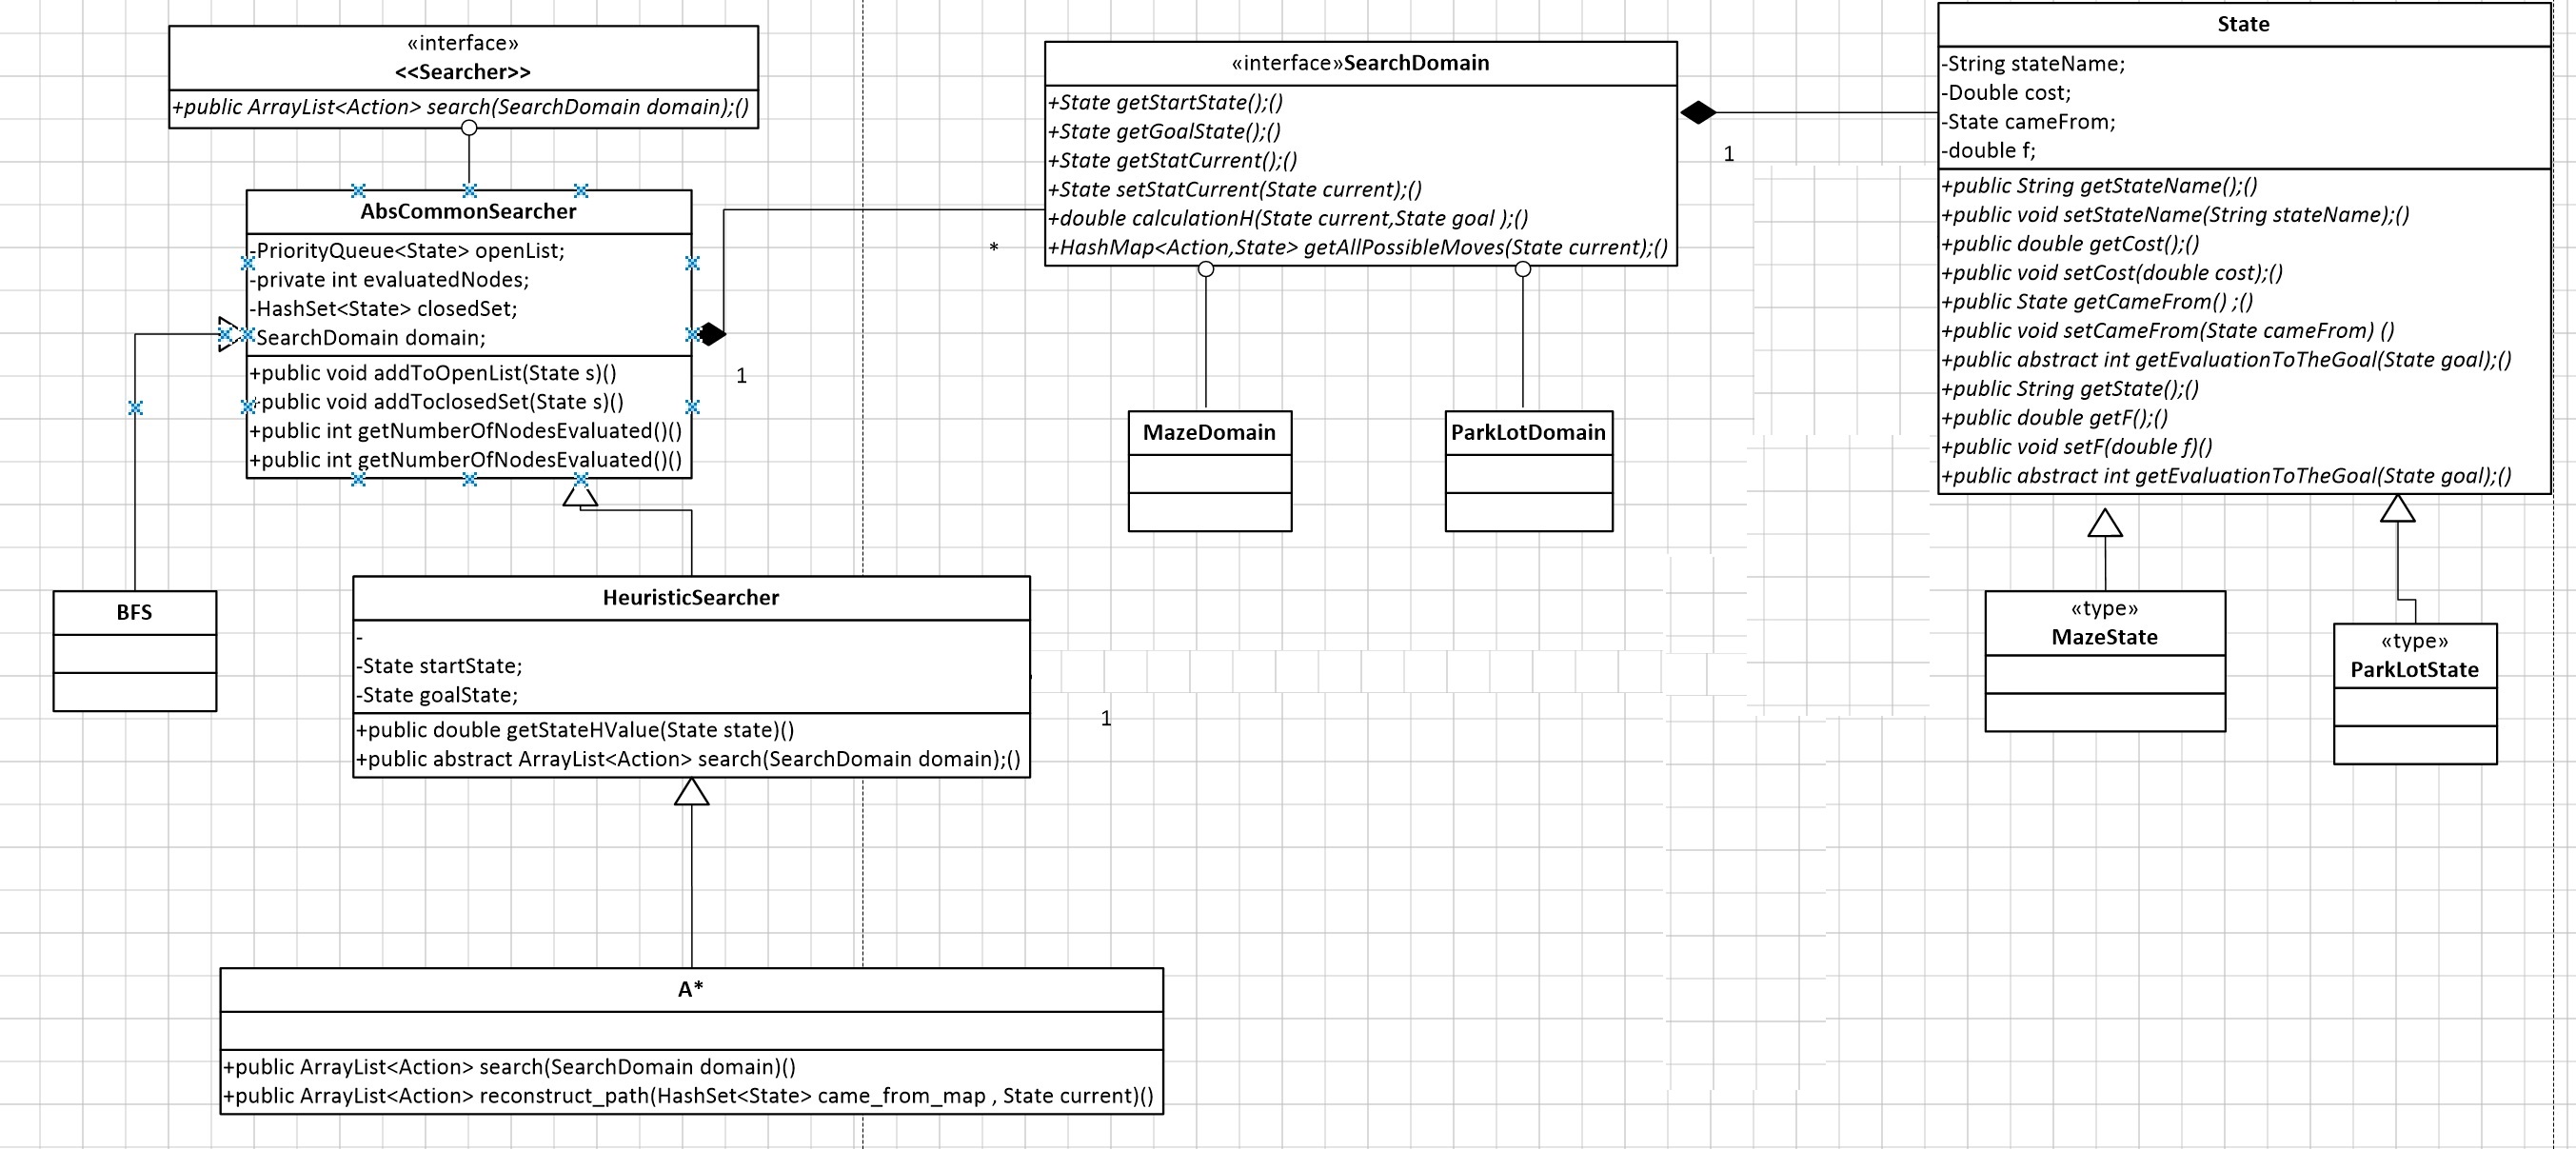 «interface»
<<Searcher>>
+public ArrayList<Action> search(SearchDomain domain);()
AbsCommonSearcher
-PriorityQueue<State> openList;
-private int evaluatedNodes;
-HashSet<State> closedSet;
-SearchDomain domain;
+public void addToOpenList(State s)()
+public void addToclosedSet(State s)()
+public int getNumberOfNodesEvaluated()()
+public int getNumberOfNodesEvaluated()()
1
*
«interface»SearchDomain
+State getStartState();()
+State getGoalState();()
+State getStatCurrent();()
+State setStatCurrent(State current);()
+double calculationH(State current,State goal );()
+HashMap<Action,State> getAllPossibleMoves(State current);()
1
MazeDomain
ParkLotDomain
State
-String stateName;
-Double cost;
-State cameFrom;
-double f;
+public String getStateName();()
+public void setStateName(String stateName);()
+public double getCost();()
+public void setCost(double cost);()
+public State getCameFrom() ;()
+public void setCameFrom(State cameFrom) ()
+public abstract int getEvaluationToTheGoal(State goal);()
+public String getState();()
+public double getF();()
+public void setF(double f)()
+public abstract int getEvaluationToTheGoal(State goal);()
«type»
MazeState
«type»
ParkLotState
BFS
HeuristicSearcher
-
-State startState;
-State goalState;
+public double getStateHValue(State state)()
+public abstract ArrayList<Action> search(SearchDomain domain);()
1
A*
+public ArrayList<Action> search(SearchDomain domain)()
+public ArrayList<Action> reconstruct_path(HashSet<State> came_from_map , State current)()